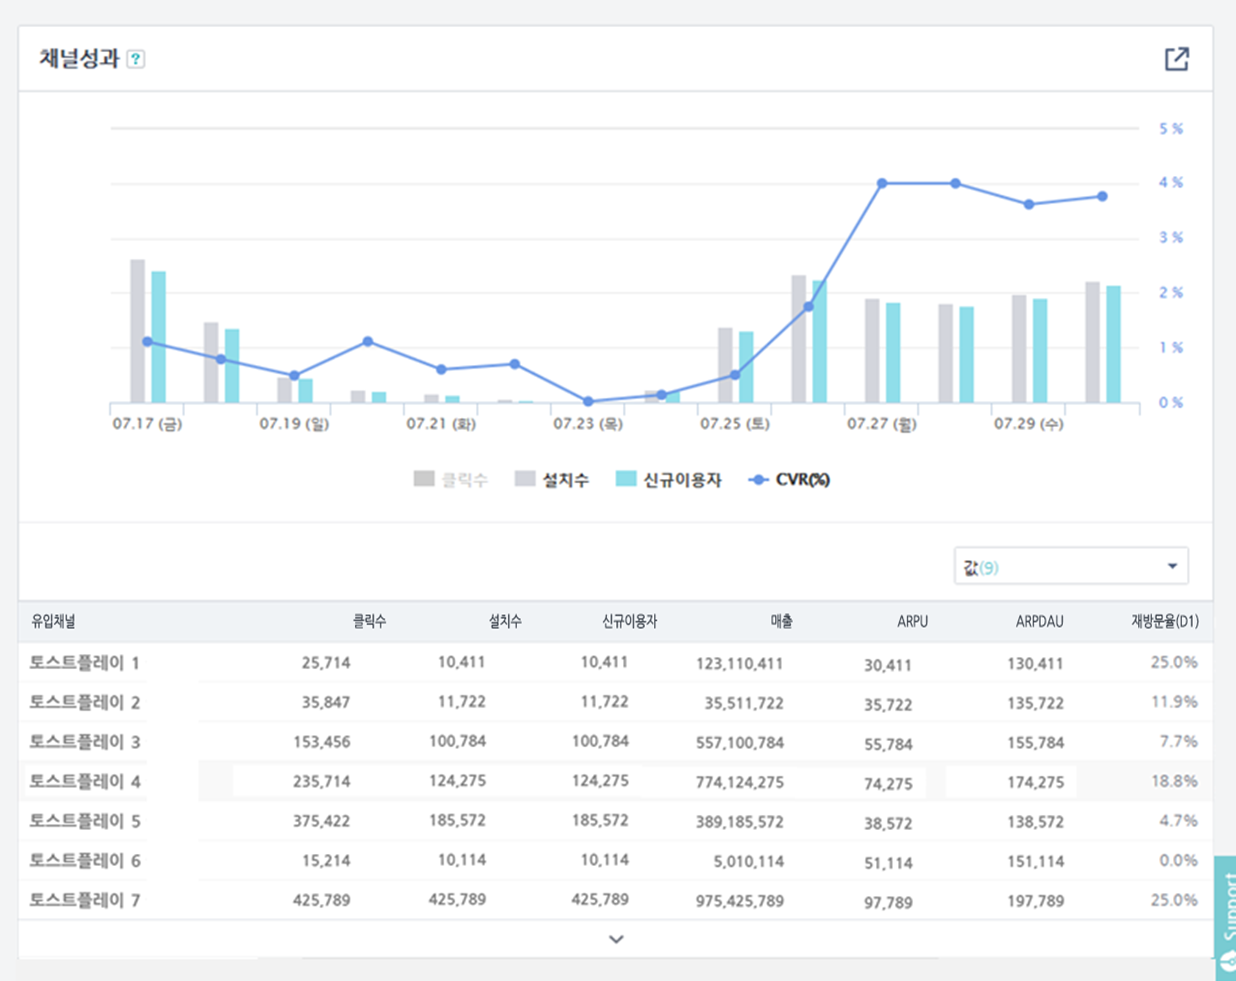 채널성과 ?
5 %
4 %
3 %
2 %
1 %
0 %
07.17 (금) 07.19 (일) 07.21 (화) 07.23 (목) 07.25 (토) 07.27 (월) 07.29 (수)
클릭수 설치수 신규이용자 CVR(%)
값(9)
유입채널 클릭수 설치수 신규이용자 매출 ARPU ARPDAU 재방문율(D1)
토스트플레이 1 25,714 10,411 10,411 123,110,411 30,411 130,411 25.0%
토스트플레이 2 35,847 11,722 11,722 35,511,722 35,722 135,722 11.9%
토스트플레이 3 153,456 100,784 100,784 557,100,784 55,784 155,784 7.7%
토스트플레이 4 235,714 124,275 124,275 774,124,275 74,275 174,275 18.8%
토스트플레이 5 375,422 185,572 185,572 389,185,572 38,572 138,572 4.7%
토스트플레이 6 15,214 10,114 10,114 5,010,114 51,114 151,114 0.0%
토스트플레이 7 425,789 425,789 425,789 975,425,789 97,789 197,789 25.0%
Support